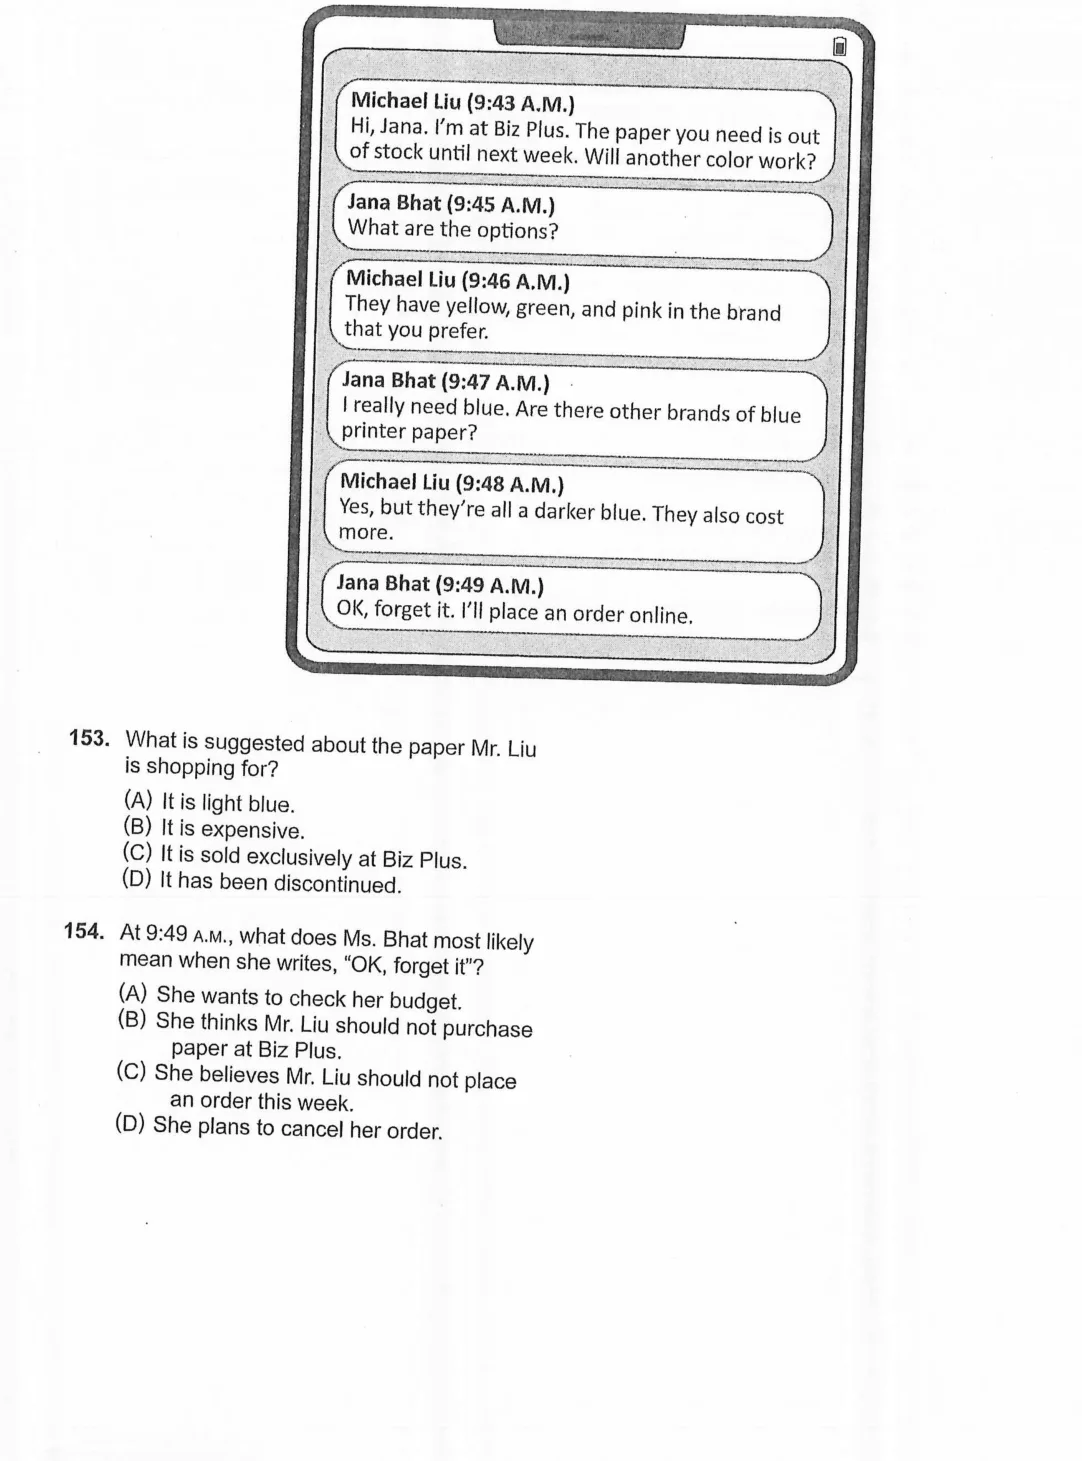 Michael Liu (9:43 A.M.)
Hi, Jana. I'm at Biz Plus. The paper you need is out
of stock until next week. Will another color work?
Jana Bhat (9:45 A.M.)
What are the options?
Michael Liu (9:46 A.M.)
They have yellow, green, and pink in the brand
that you prefer.
Jana Bhat (9:47 A.M.)
I really need blue. Are there other brands of blue
printer paper?
Michael Liu (9:48 A.M.)
Yes, but they're all a darker blue. They also cost
more.
Jana Bhat (9:49 A.M.)
OK, forget it. I'll place an order online.
153. What is suggested about the paper Mr. Liu
is shopping for?
(A) It is light blue.
(B) It is expensive.
(C) It is sold exclusively at Biz Plus.
(D) It has been discontinued.
154. At 9:49 A.M., what does Ms. Bhat most likely
mean when she writes, "OK, forget it"?
(A) She wants to check her budget.
(B) She thinks Mr. Liu should not purchase
paper at Biz Plus.
(C) She believes Mr. Liu should not place
an order this week.
(D) She plans to cancel her order.